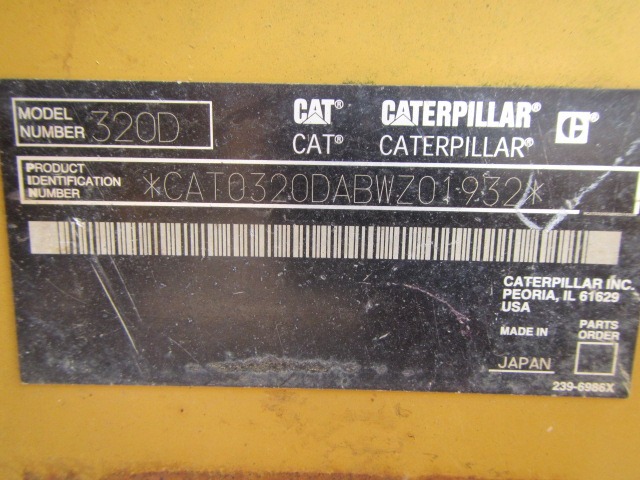 MODEL NUMBER 320D
CAT® CATERPILLAR® C®
CAT® CATERPILLAR®
PRODUCT IDENTIFICATION NUMBER *CAT0320DABWZ01932*
CATERPILLAR INC.
PEORIA, IL 61629
USA
MADE IN JAPAN
PARTS ORDER
239-6986X